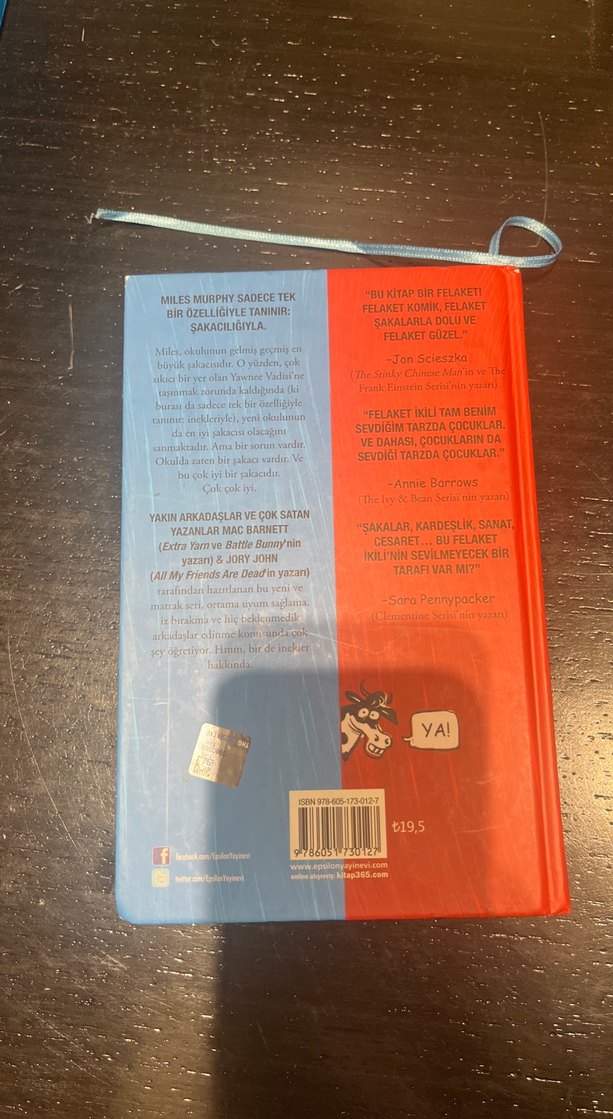 MILES MURPHY SADECE TEK
BİR ÖZELLİĞİYLE TANINIR:
ŞAKACILIĞIYLA.
Miles, okulunun gelmiş geçmiş en
büyük şakacısıdır. O yüzden, çok
sıkıcı bir yer olan Yawnee Vadisi'ne
taşınmak zorunda kaldığında (ki
burası da sadece tek bir özelliğiyle
tanınır: inekleriyle), yeni okulunun
da en iyi şakacısı olacağını
sanmaktadır. Ama bir sorun vardır.
Okulda zaten bir şakacı vardır. Ve
bu çok iyi bir şakacıdır.
Çok çok iyi.
YAKIN ARKADAŞLAR VE ÇOK SATAN
YAZANLAR MAC BARNETT
(Extra Yarn ve Battle Bunny'nin
yazarı) & JORY JOHN
(All My Friends Are Dead'in yazarı)
tarafından hazırlanan bu yeni ve
matrak seri, ortama uyum sağlama,
iz bırakma ve hiç beklenmedik
arkadaşlar edinme konusunda çok
şey öğretiyor. Hmm, bir de inekler
hakkında.
facebook.com/EpsilonYayinevi
twitter.com/EpsilonYayinevi
"BU KİTAP BİR FELAKET!
FELAKET KOMİK, FELAKET
ŞAKALARLA DOLU VE
FELAKET GÜZEL."
–Jon Scieszka
(The Stinky Chinese Man'in ve The
Frank Einstein Serisi'nin yazarı)
"FELAKET İKİLİ TAM BENİM
SEVDİĞİM TARZDA ÇOCUKLAR.
VE DAHASI, ÇOCUKLARIN DA
SEVDİĞİ TARZDA ÇOCUKLAR."
–Annie Barrows
(The Ivy & Bean Serisi'nin yazarı)
"ŞAKALAR, KARDEŞLİK, SANAT,
CESARET... BU FELAKET
İKİLİ'NİN SEVİLMEYECEK BİR
TARAFI VAR MI?"
–Sara Pennypacker
(Clementine Serisi'nin yazarı)
YA!
ISBN 978-605-173-012-7
9 786051 730127
₺19,5
www.epsilonyayinevi.com
online alışveriş: kitap365.com